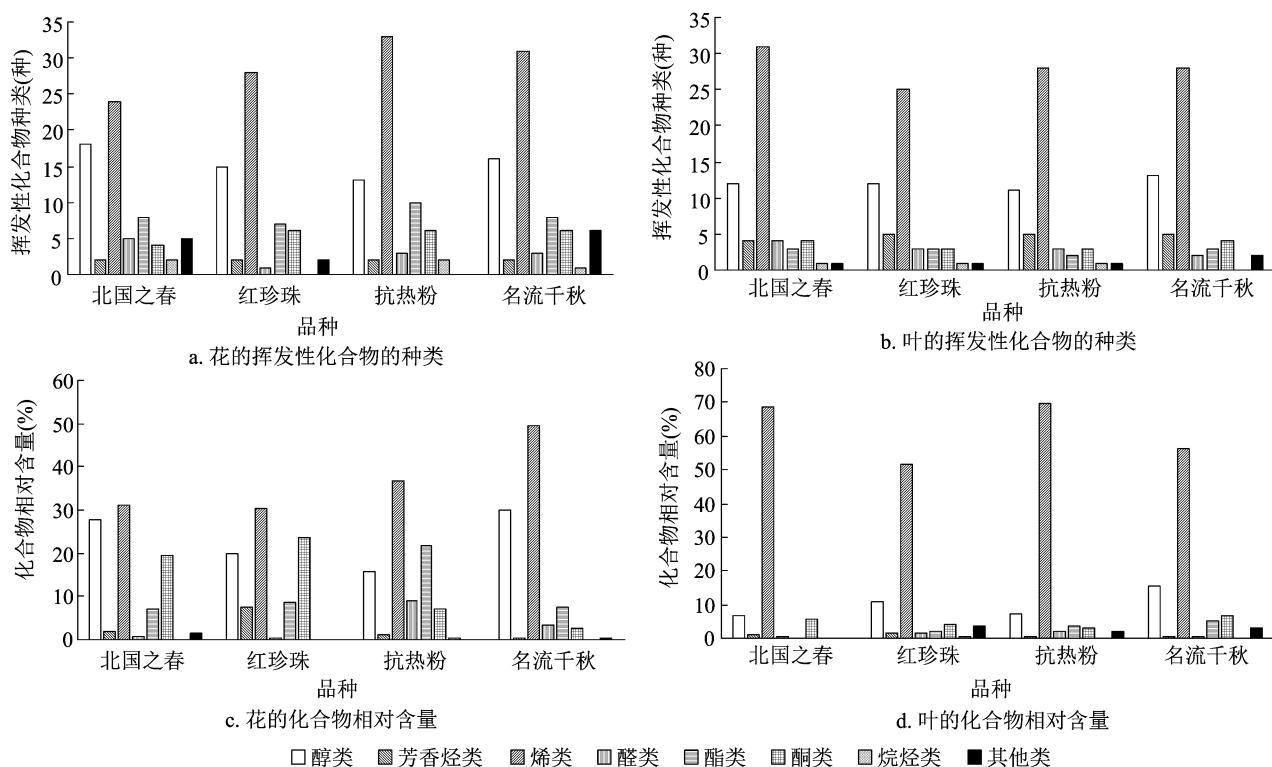 挥发性化合物种类(种)
35
30
25
20
15
10
5
0
北国之春 红珍珠 抗热粉 名流千秋
品种
a. 花的挥发性化合物的种类
挥发性化合物种类(种)
35
30
25
20
15
10
5
0
北国之春 红珍珠 抗热粉 名流千秋
品种
b. 叶的挥发性化合物的种类
化合物相对含量(%)
60
50
40
30
20
10
0
北国之春 红珍珠 抗热粉 名流千秋
品种
c. 花的化合物相对含量
化合物相对含量(%)
80
70
60
50
40
30
20
10
0
北国之春 红珍珠 抗热粉 名流千秋
品种
d. 叶的化合物相对含量
醇类 芳香烃类 烯类 醛类 酯类 酮类 烷烃类 其他类